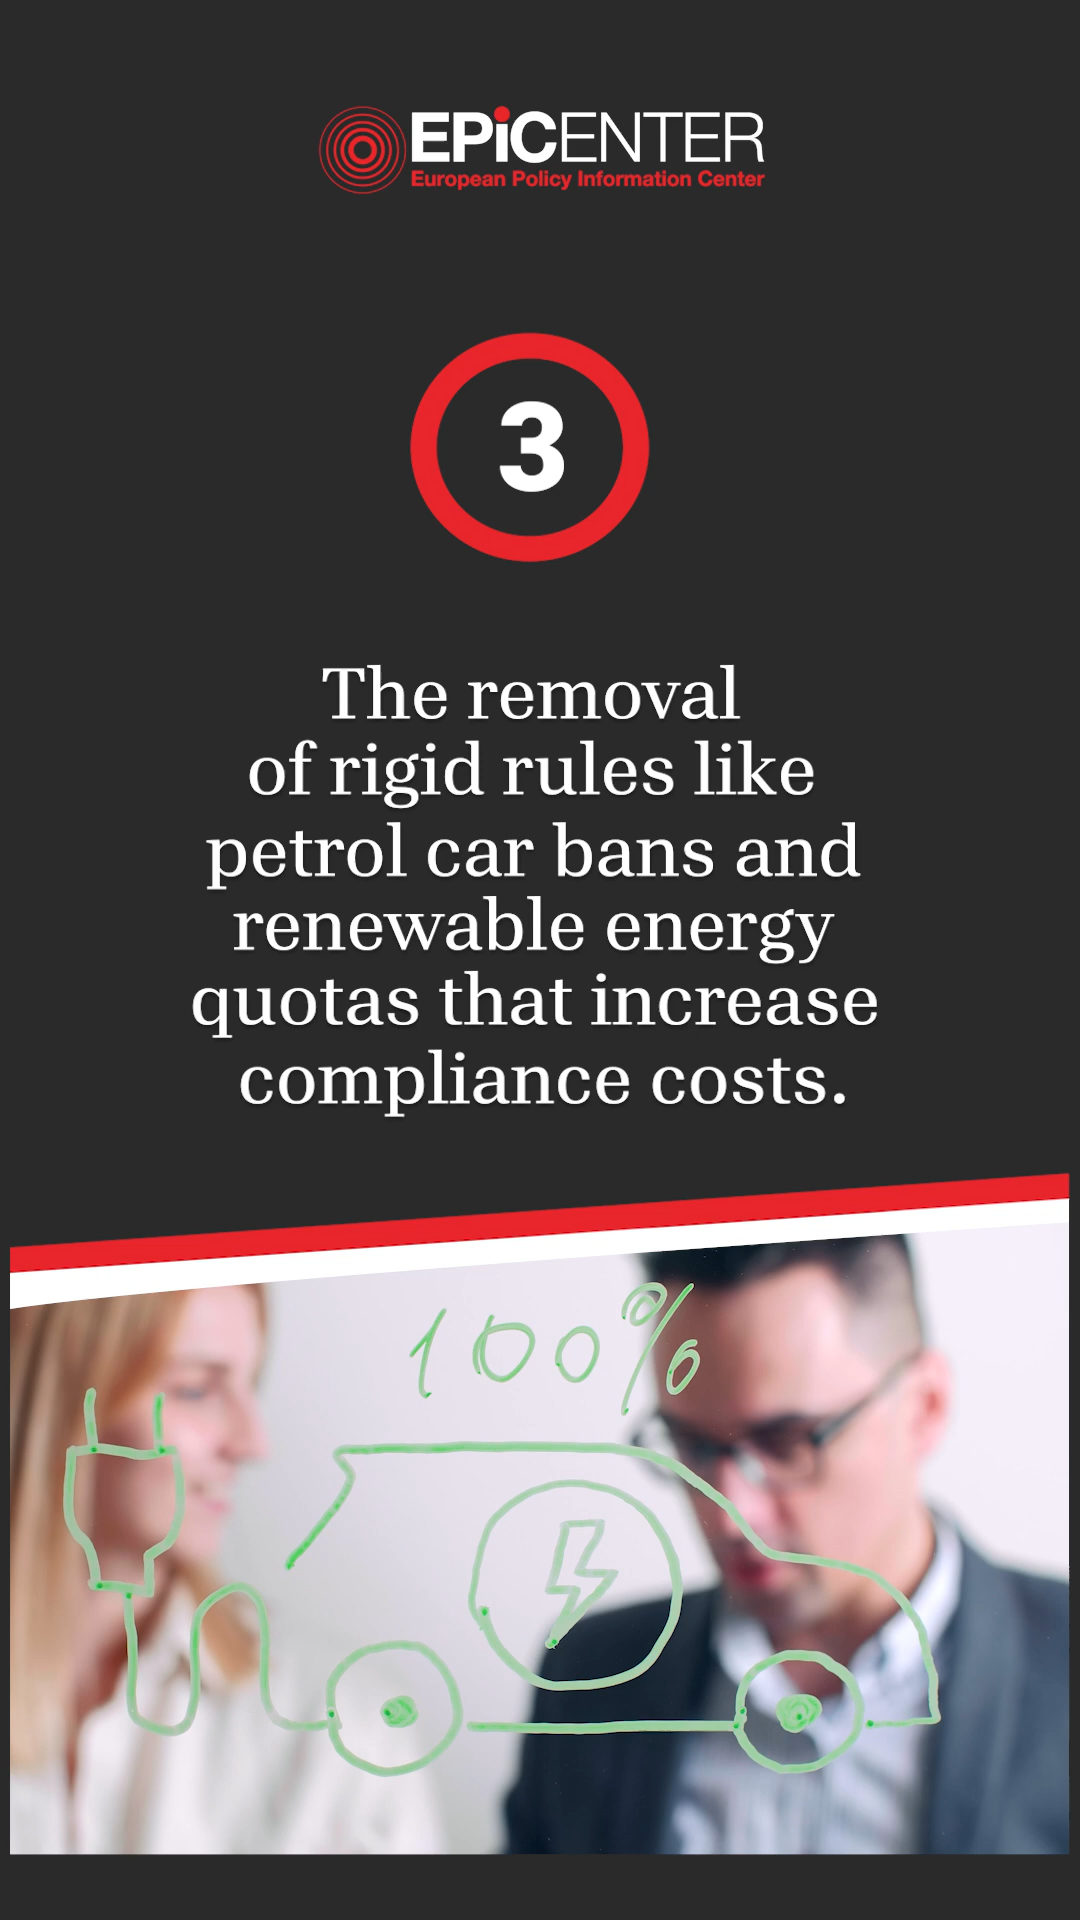 EPiCENTER
European Policy Information Center
3
The removal
of rigid rules like
petrol car bans and
renewable energy
quotas that increase
compliance costs.
100%